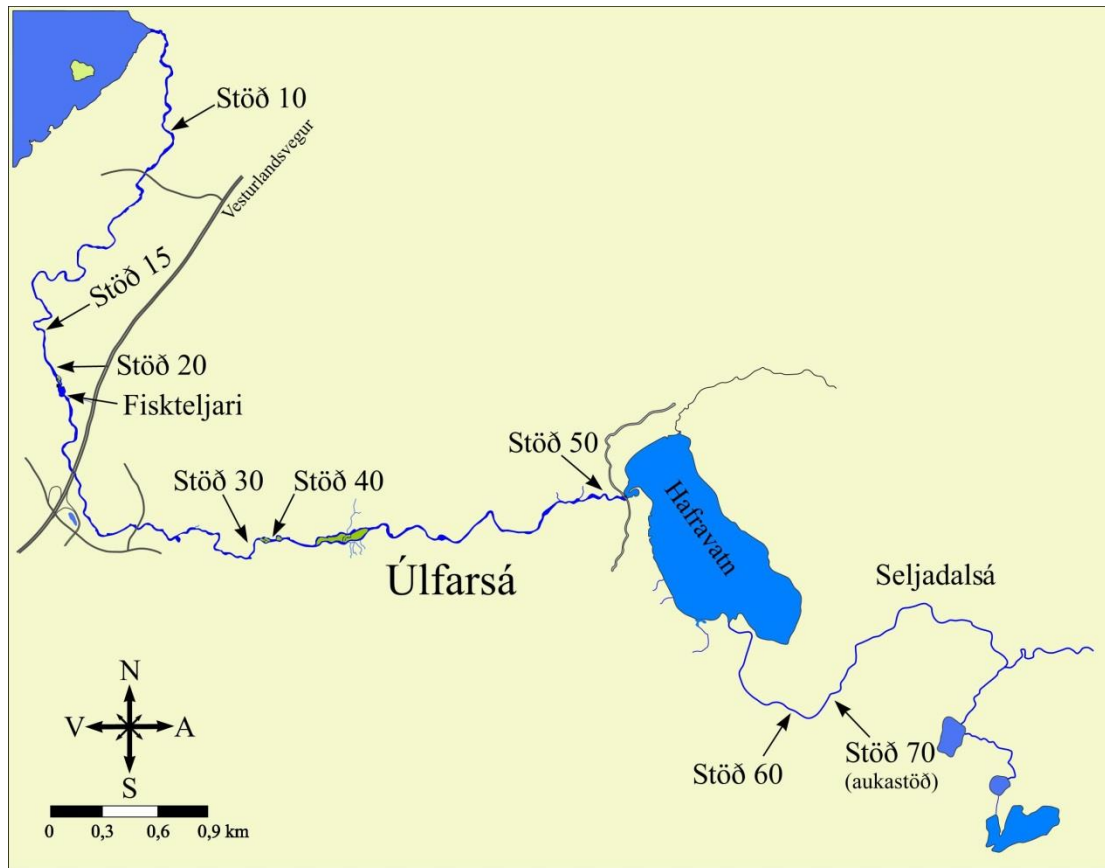 Stöð 10
Vesturlandsvegur
Stöð 15
Stöð 20
Fiskteljari
Stöð 30
Stöð 40
Stöð 50
Hafravatn
Úlfarsá
Seljadalsá
Stöð 60
Stöð 70
(aukastöð)
N
V
A
S
0
0,3
0,6
0,9 km